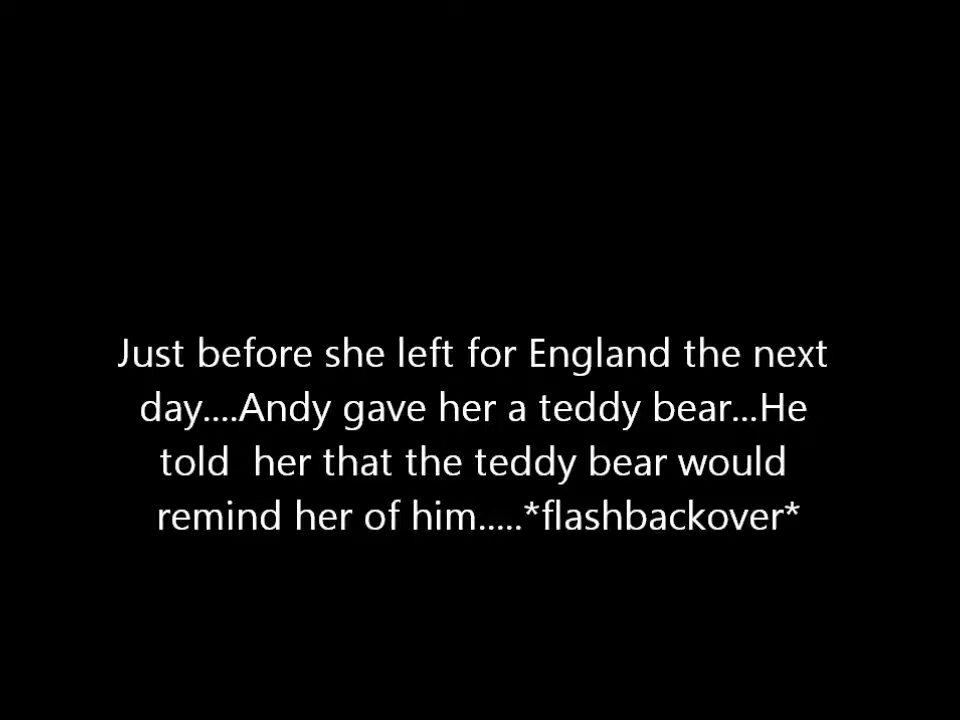 Just before she left for England the next
day....Andy gave her a teddy bear...He
told  her that the teddy bear would
remind her of him.....*flashbackover*